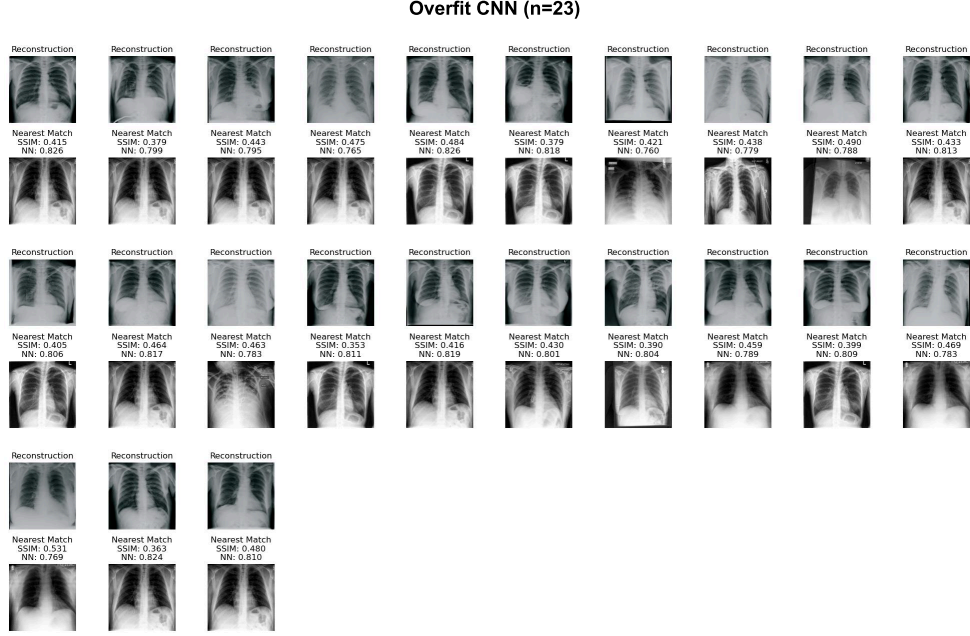 Overfit CNN (n=23)
Reconstruction Reconstruction Reconstruction Reconstruction Reconstruction Reconstruction Reconstruction Reconstruction Reconstruction Reconstruction
Nearest Match Nearest Match Nearest Match Nearest Match Nearest Match Nearest Match Nearest Match Nearest Match Nearest Match Nearest Match
SSIM: 0.415 SSIM: 0.379 SSIM: 0.443 SSIM: 0.475 SSIM: 0.484 SSIM: 0.379 SSIM: 0.421 SSIM: 0.438 SSIM: 0.490 SSIM: 0.433
NN: 0.826 NN: 0.799 NN: 0.795 NN: 0.765 NN: 0.826 NN: 0.818 NN: 0.760 NN: 0.779 NN: 0.788 NN: 0.813
Reconstruction Reconstruction Reconstruction Reconstruction Reconstruction Reconstruction Reconstruction Reconstruction Reconstruction Reconstruction
Nearest Match Nearest Match Nearest Match Nearest Match Nearest Match Nearest Match Nearest Match Nearest Match Nearest Match Nearest Match
SSIM: 0.405 SSIM: 0.464 SSIM: 0.463 SSIM: 0.353 SSIM: 0.416 SSIM: 0.430 SSIM: 0.390 SSIM: 0.459 SSIM: 0.399 SSIM: 0.469
NN: 0.806 NN: 0.817 NN: 0.783 NN: 0.811 NN: 0.819 NN: 0.801 NN: 0.804 NN: 0.789 NN: 0.809 NN: 0.783
Reconstruction Reconstruction Reconstruction
Nearest Match Nearest Match Nearest Match
SSIM: 0.531 SSIM: 0.363 SSIM: 0.480
NN: 0.769 NN: 0.824 NN: 0.810